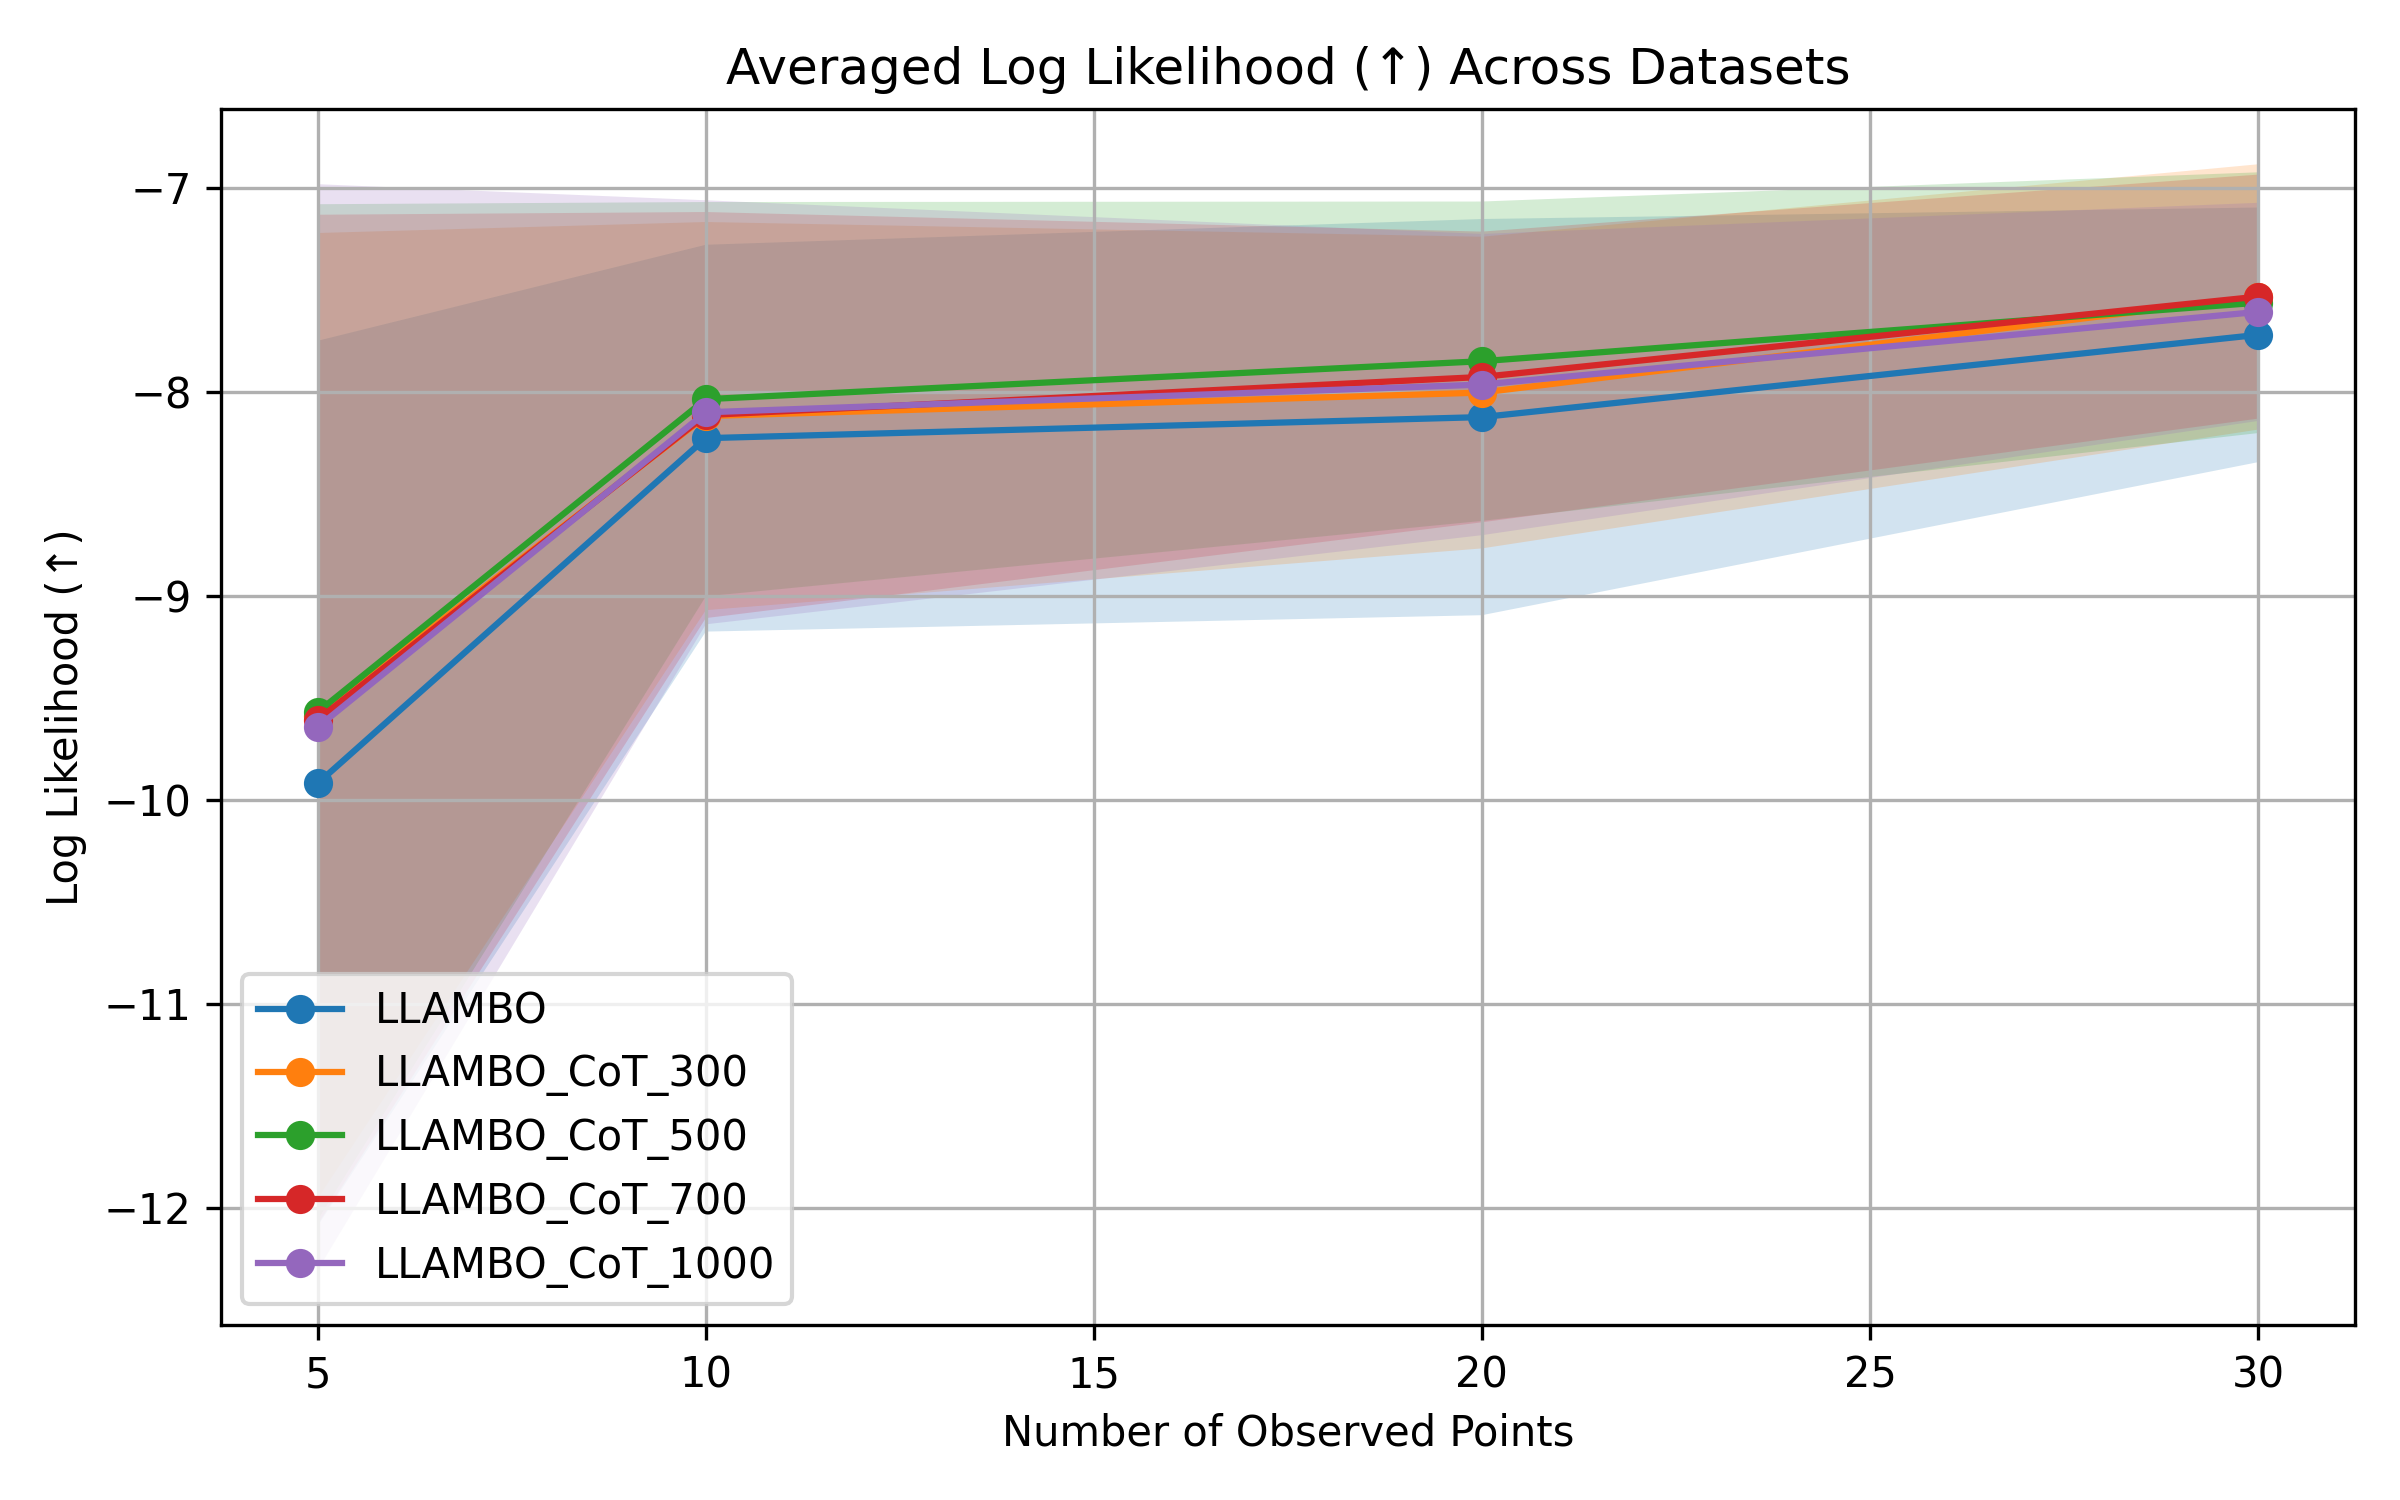 Averaged Log Likelihood (↑) Across Datasets
Log Likelihood (↑)
−7
−8
−9
−10
−11
−12
LLAMBO
LLAMBO_CoT_300
LLAMBO_CoT_500
LLAMBO_CoT_700
LLAMBO_CoT_1000
5 10 15 20 25 30
Number of Observed Points